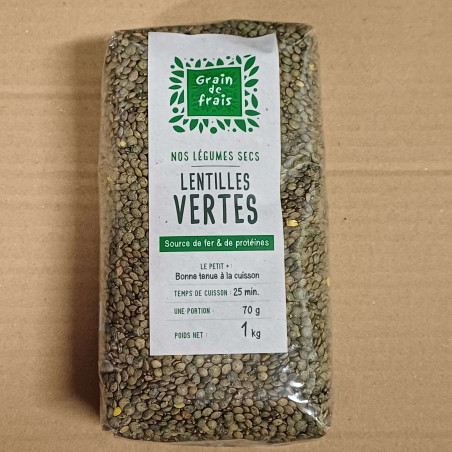 Grain
de
frais
NOS LÉGUMES SECS
LENTILLES
VERTES
Source de fer & de protéines
LE PETIT + :
Bonne tenue à la cuisson
TEMPS DE CUISSON : 25 min.
UNE PORTION : 70 g
POIDS NET : 1 kg